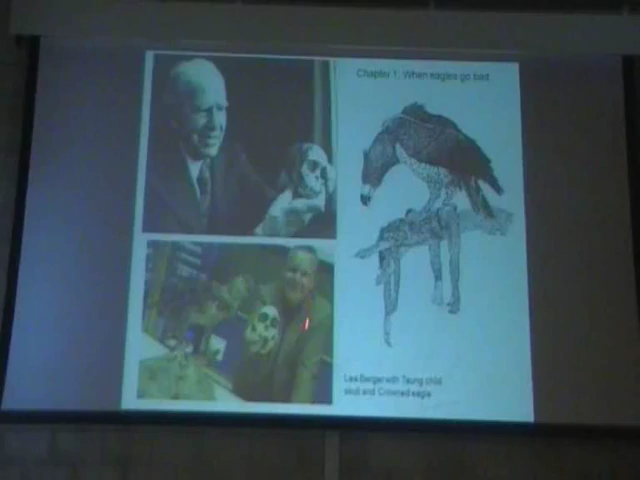 Chapter 1: When eagles go bad
Lee Berger with Taung child
skull and Crowned eagle